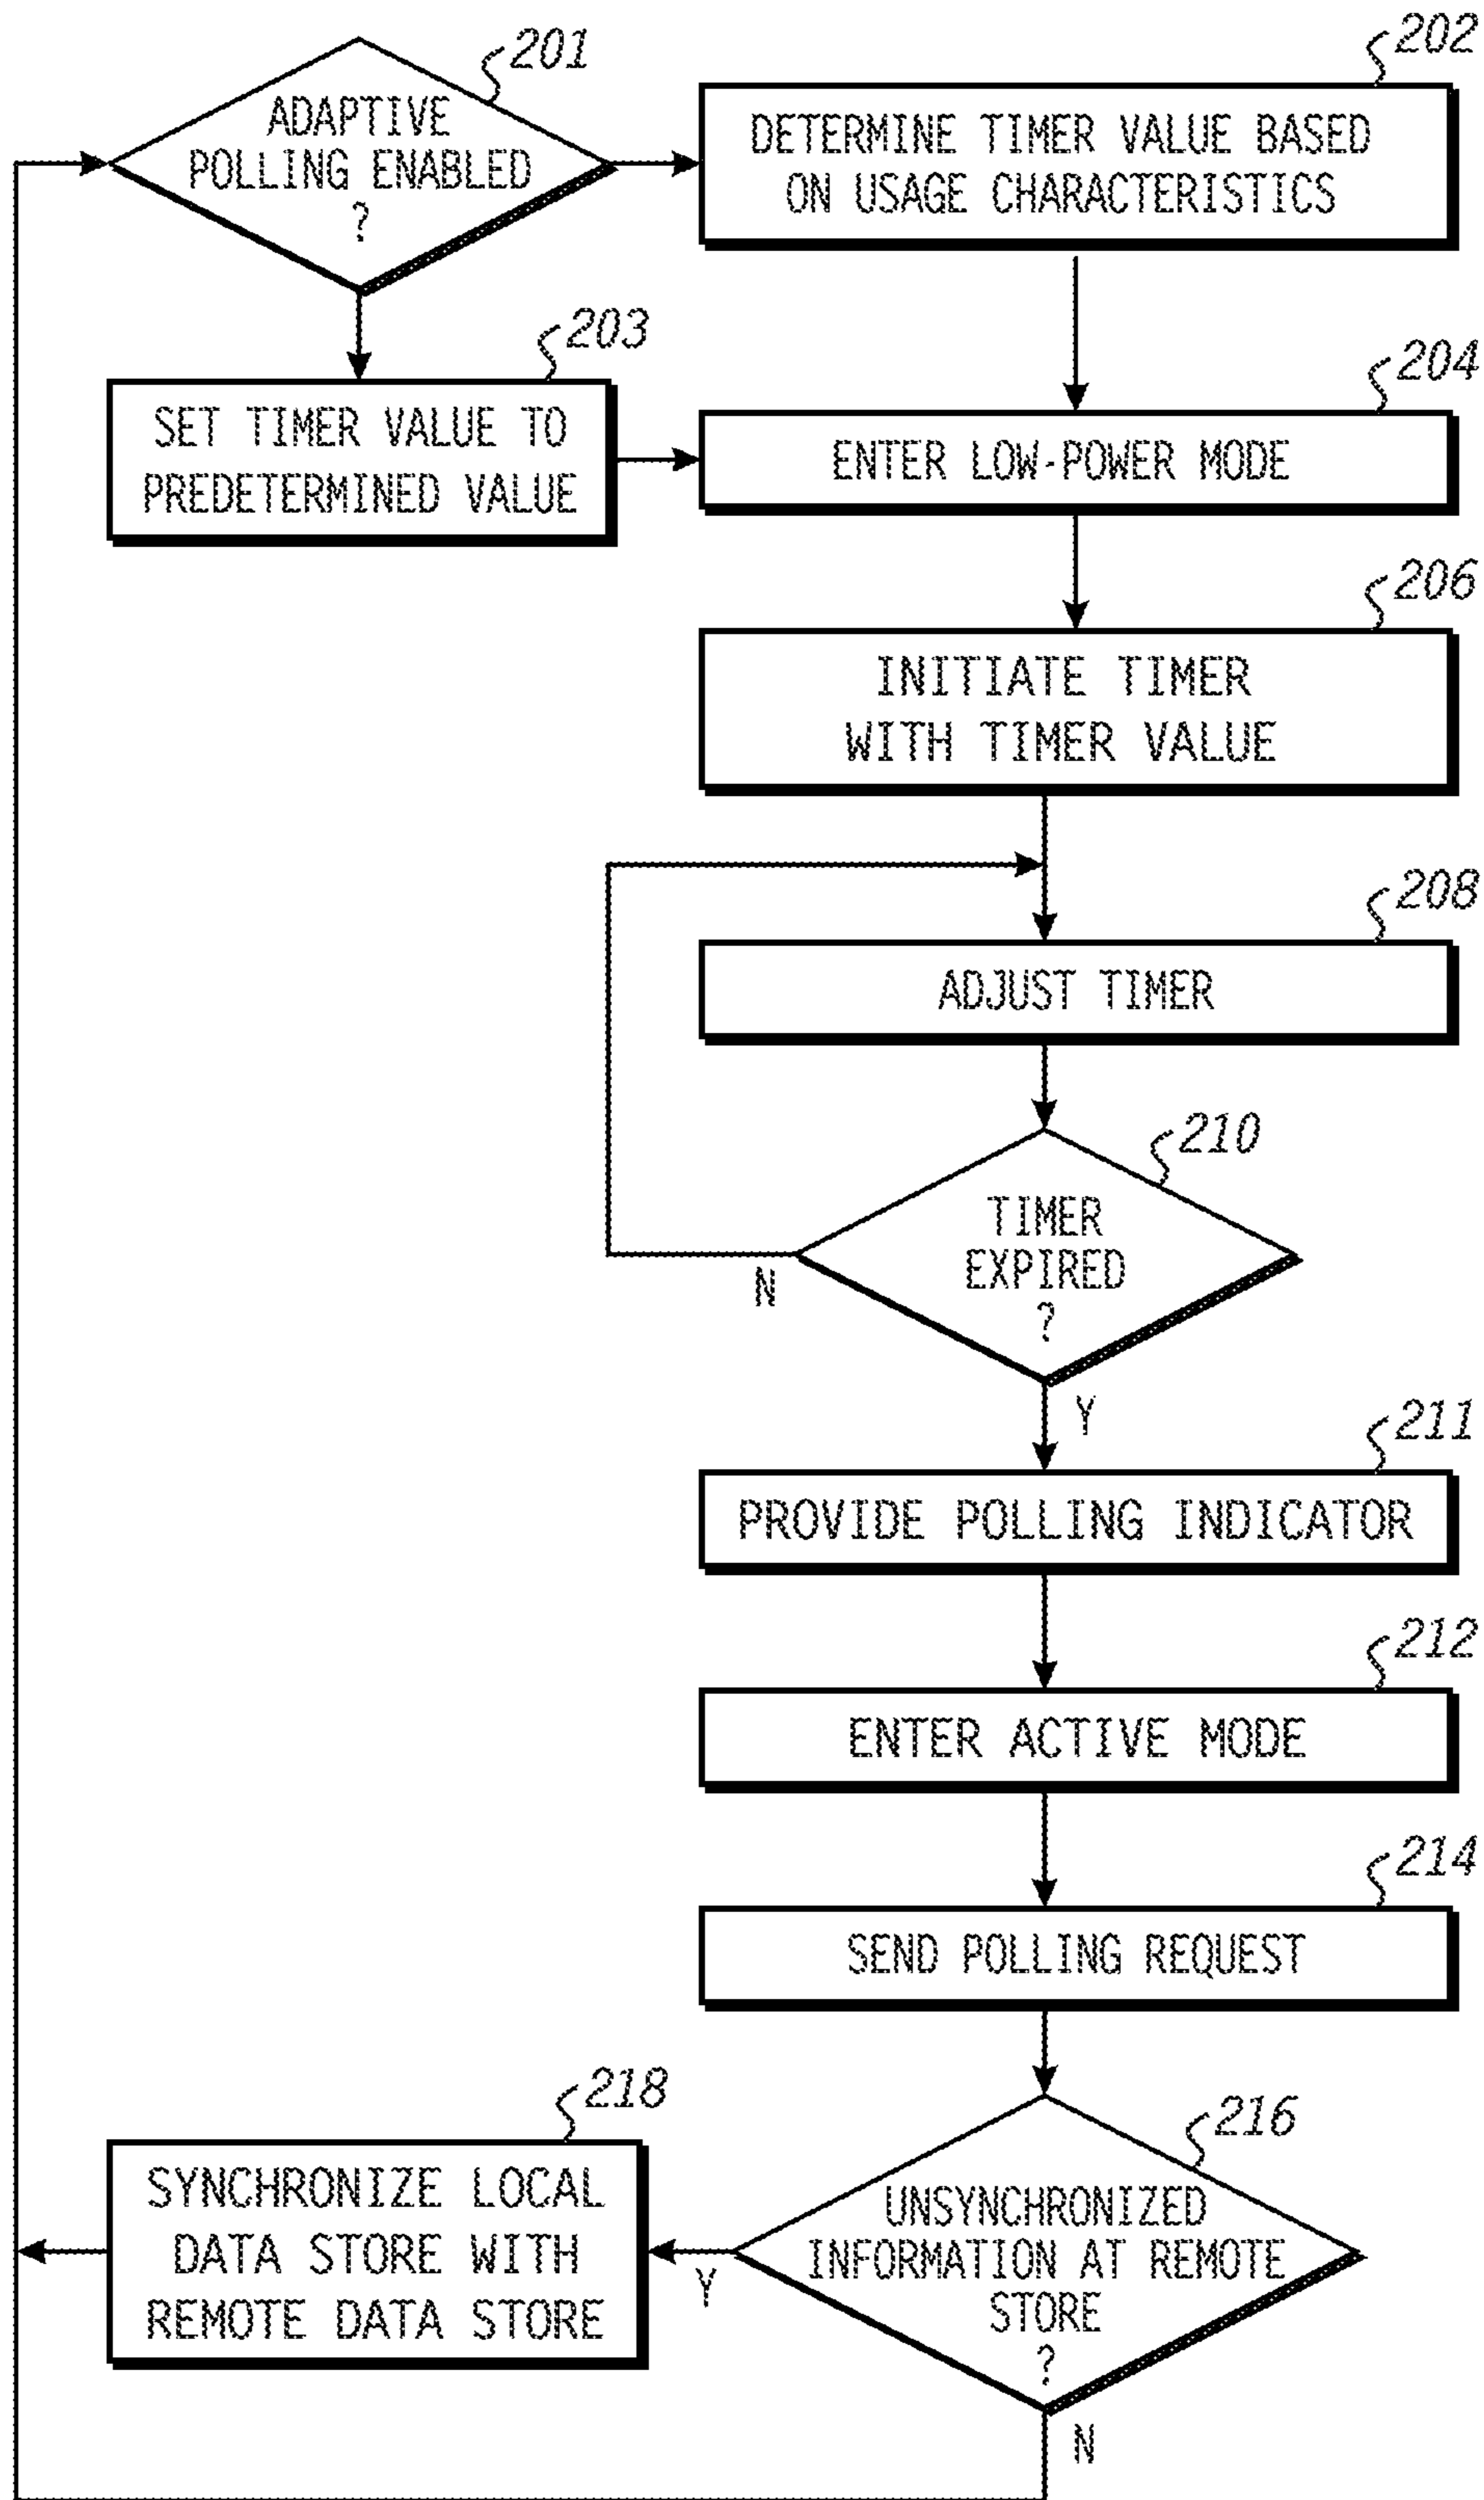 201
ADAPTIVE
POLLING ENABLED
?
202
DETERMINE TIMER VALUE BASED
ON USAGE CHARACTERISTICS
203
SET TIMER VALUE TO
PREDETERMINED VALUE
204
ENTER LOW-POWER MODE
206
INITIATE TIMER
WITH TIMER VALUE
208
ADJUST TIMER
210
TIMER
EXPIRED
?
N
Y
211
PROVIDE POLLING INDICATOR
212
ENTER ACTIVE MODE
214
SEND POLLING REQUEST
216
UNSYNCHRONIZED
INFORMATION AT REMOTE
STORE
?
Y
N
218
SYNCHRONIZE LOCAL
DATA STORE WITH
REMOTE DATA STORE